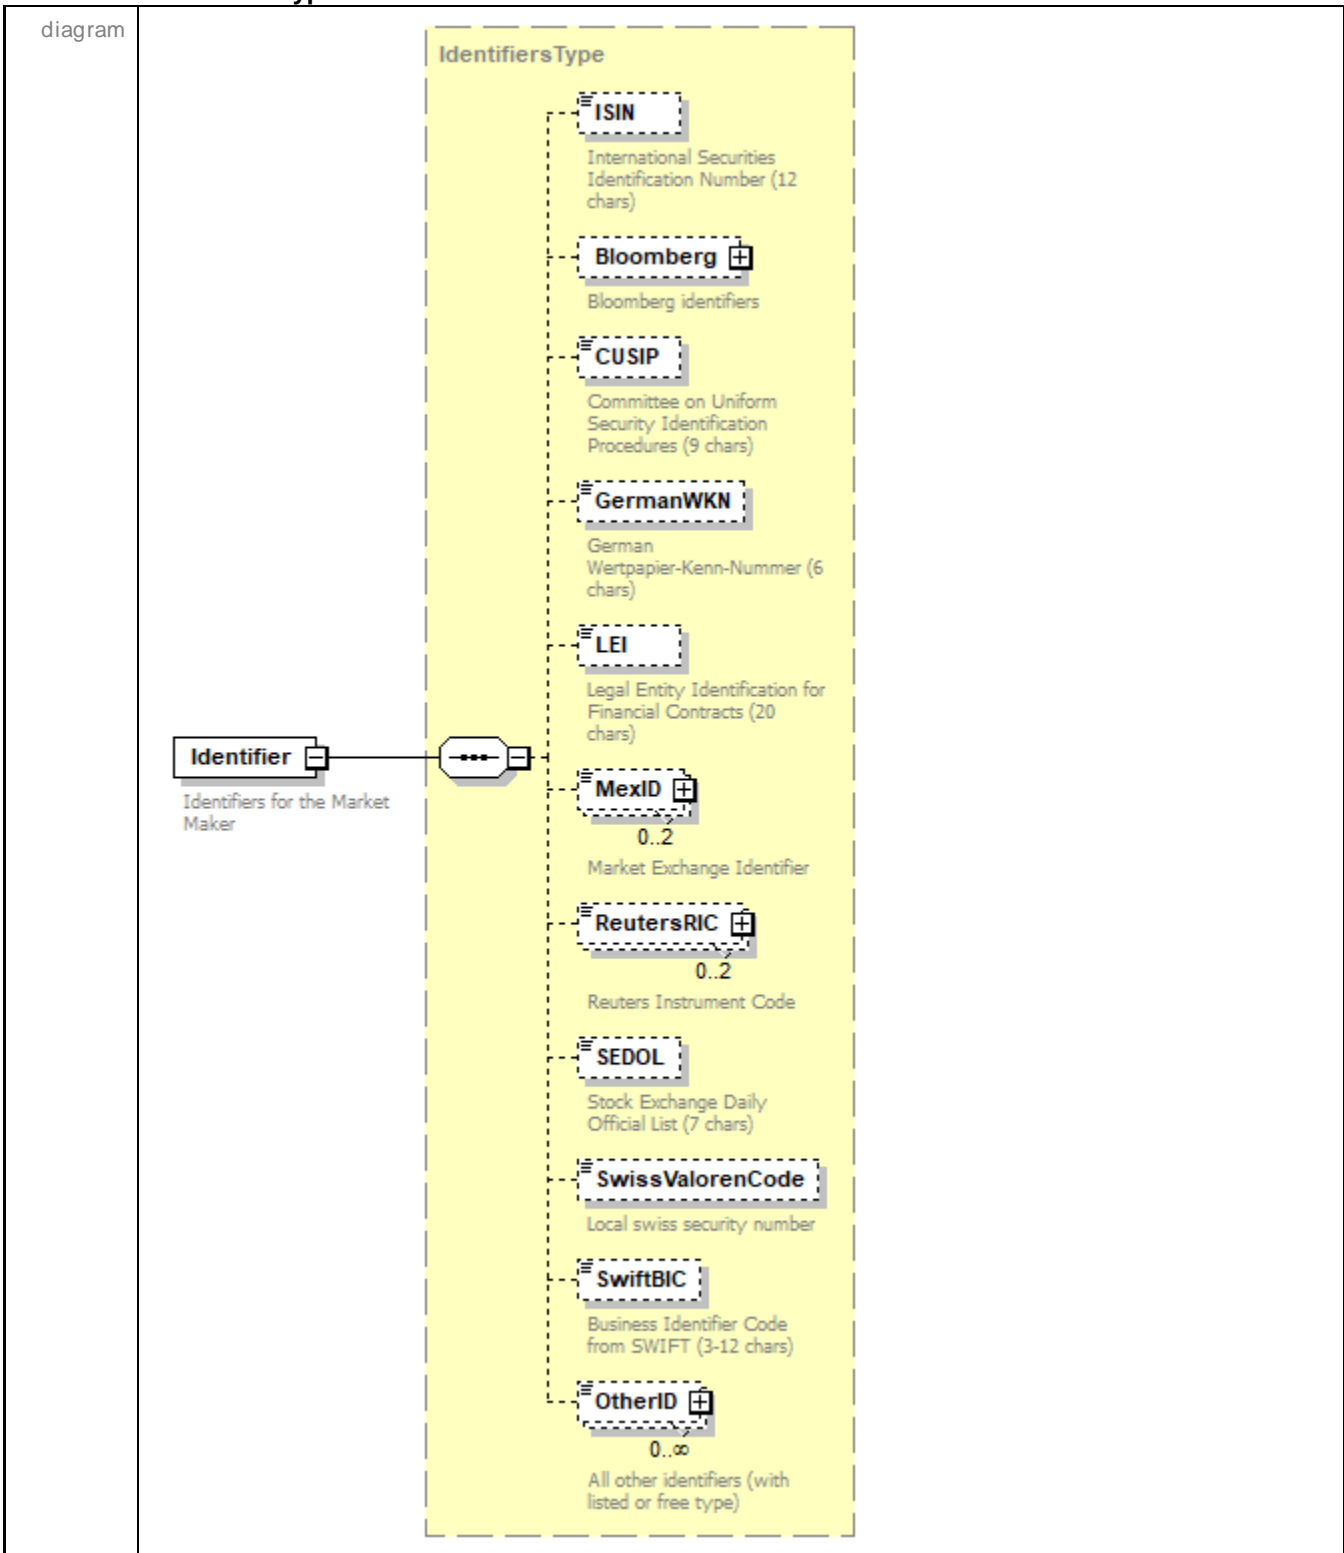 diagram
IdentifiersType
ISIN
International Securities
Identification Number (12
chars)
Bloomberg
Bloomberg identifiers
CUSIP
Committee on Uniform
Security Identification
Procedures (9 chars)
GermanWKN
German
Wertpapier-Kenn-Nummer (6
chars)
LEI
Legal Entity Identification for
Financial Contracts (20
chars)
Identifier
Identifiers for the Market
Maker
MexID
0..2
Market Exchange Identifier
ReutersRIC
0..2
Reuters Instrument Code
SEDOL
Stock Exchange Daily
Official List (7 chars)
SwissValorenCode
Local swiss security number
SwiftBIC
Business Identifier Code
from SWIFT (3-12 chars)
OtherID
0..∞
All other identifiers (with
listed or free type)